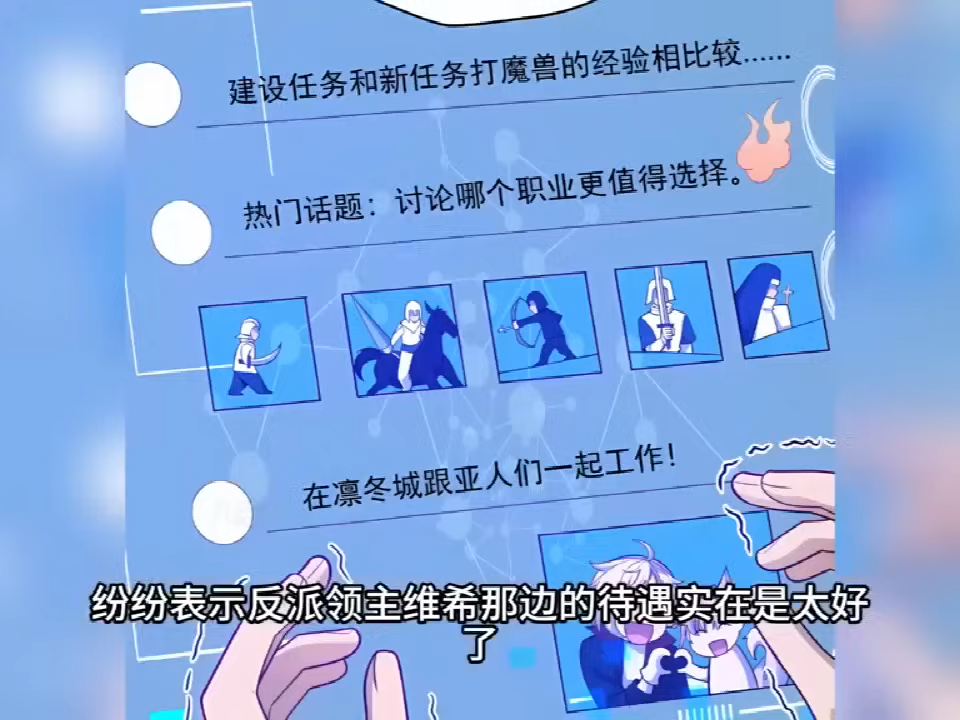 建设任务和新任务打魔兽的经验相比较……
热门话题：讨论哪个职业更值得选择。
在凛冬城跟亚人们一起工作！
纷纷表示反派领主维希那边的待遇实在是太好
了